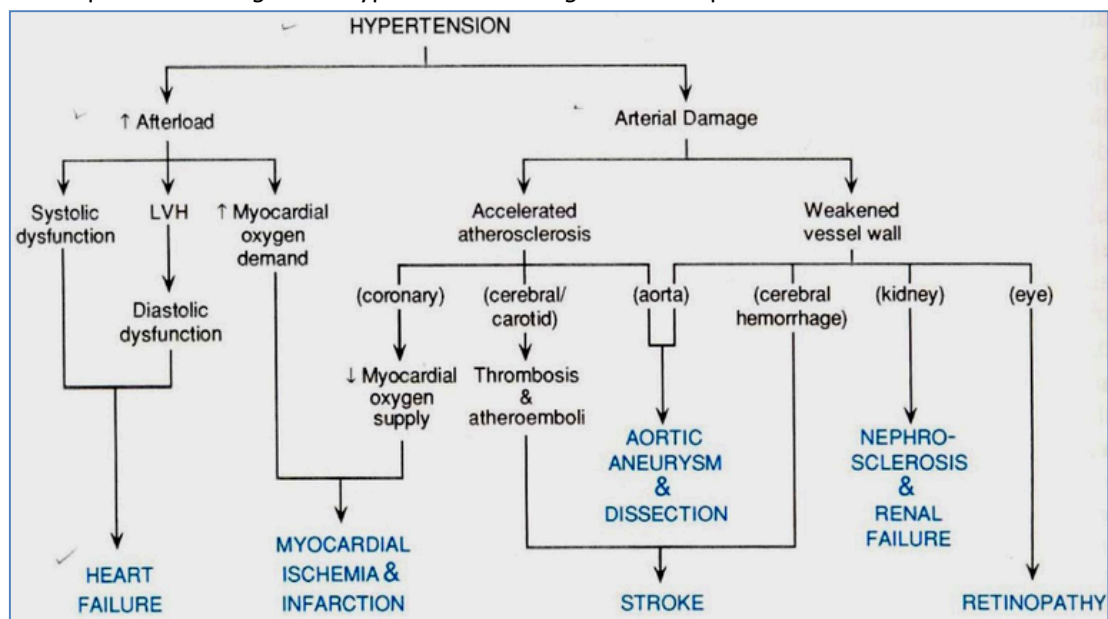 HYPERTENSION
↑ Afterload
Arterial Damage
Systolic
dysfunction
LVH
↑ Myocardial
oxygen
demand
Accelerated
atherosclerosis
Weakened
vessel wall
Diastolic
dysfunction
(coronary)
(cerebral/
carotid)
(aorta)
(cerebral
hemorrhage)
(kidney)
(eye)
↓ Myocardial
oxygen
supply
Thrombosis
&
atheroemboli
AORTIC
ANEURYSM
&
DISSECTION
NEPHRO-
SCLEROSIS
&
RENAL
FAILURE
HEART
FAILURE
MYOCARDIAL
ISCHEMIA &
INFARCTION
STROKE
RETINOPATHY